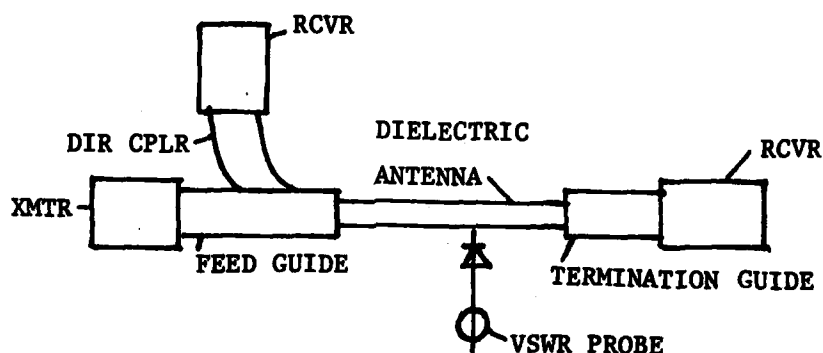 RCVR
DIR CPLR
DIELECTRIC
ANTENNA
RCVR
XMTR
FEED GUIDE
TERMINATION GUIDE
VSWR PROBE